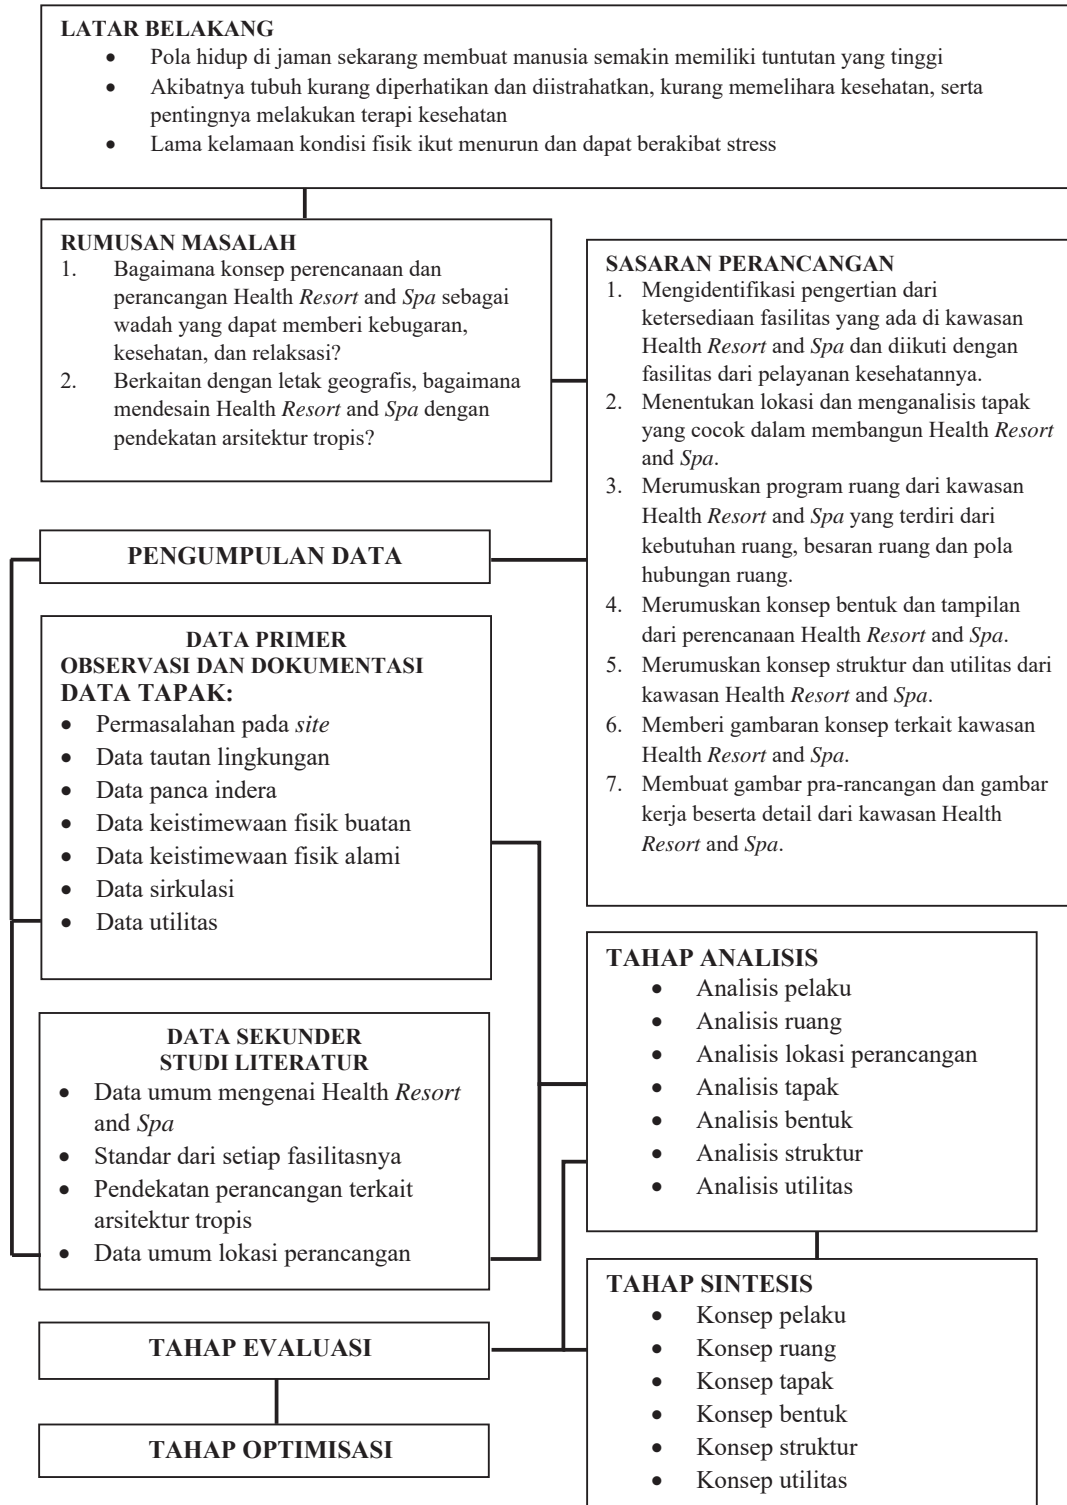 LATAR BELAKANG
• Pola hidup di jaman sekarang membuat manusia semakin memiliki tuntutan yang tinggi
• Akibatnya tubuh kurang diperhatikan dan diistrahatkan, kurang memelihara kesehatan, serta
pentingnya melakukan terapi kesehatan
• Lama kelamaan kondisi fisik ikut menurun dan dapat berakibat stress
RUMUSAN MASALAH
1. Bagaimana konsep perencanaan dan
perancangan Health Resort and Spa sebagai
wadah yang dapat memberi kebugaran,
kesehatan, dan relaksasi?
2. Berkaitan dengan letak geografis, bagaimana
mendesain Health Resort and Spa dengan
pendekatan arsitektur tropis?
SASARAN PERANCANGAN
1. Mengidentifikasi pengertian dari
ketersediaan fasilitas yang ada di kawasan
Health Resort and Spa dan diikuti dengan
fasilitas dari pelayanan kesehatannya.
2. Menentukan lokasi dan menganalisis tapak
yang cocok dalam membangun Health Resort
and Spa.
3. Merumuskan program ruang dari kawasan
Health Resort and Spa yang terdiri dari
kebutuhan ruang, besaran ruang dan pola
hubungan ruang.
4. Merumuskan konsep bentuk dan tampilan
dari perencanaan Health Resort and Spa.
5. Merumuskan konsep struktur dan utilitas dari
kawasan Health Resort and Spa.
6. Memberi gambaran konsep terkait kawasan
Health Resort and Spa.
7. Membuat gambar pra-rancangan dan gambar
kerja beserta detail dari kawasan Health
Resort and Spa.
PENGUMPULAN DATA
DATA PRIMER
OBSERVASI DAN DOKUMENTASI
DATA TAPAK:
• Permasalahan pada site
• Data tautan lingkungan
• Data panca indera
• Data keistimewaan fisik buatan
• Data keistimewaan fisik alami
• Data sirkulasi
• Data utilitas
DATA SEKUNDER
STUDI LITERATUR
• Data umum mengenai Health Resort
and Spa
• Standar dari setiap fasilitasnya
• Pendekatan perancangan terkait
arsitektur tropis
• Data umum lokasi perancangan
TAHAP ANALISIS
• Analisis pelaku
• Analisis ruang
• Analisis lokasi perancangan
• Analisis tapak
• Analisis bentuk
• Analisis struktur
• Analisis utilitas
TAHAP SINTESIS
• Konsep pelaku
• Konsep ruang
• Konsep tapak
• Konsep bentuk
• Konsep struktur
• Konsep utilitas
TAHAP EVALUASI
TAHAP OPTIMISASI